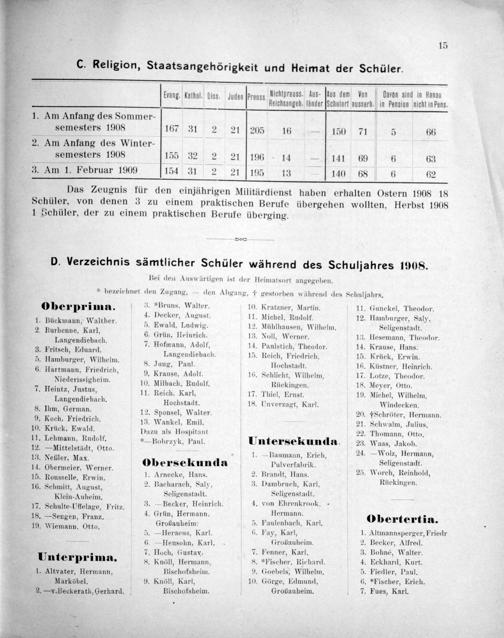 15
C. Religion, Staatsangehörigkeit und Heimat der Schüler.
Evang. Kathol. Diss. Juden Preuss. Nichtpreuss. Reichsangeh. Aus- länder Aus dem Schulort Von ausserh. Davon sind in Hanau in Pension nicht in Pens.
1. Am Anfang des Sommer-
semesters 1908 167 31 2 21 205 16 — 150 71 5 66
2. Am Anfang des Winter-
semesters 1908 155 32 2 21 196 14 — 141 69 6 63
3. Am 1. Februar 1909 154 31 2 21 195 13 — 140 68 6 62
Das Zeugnis für den einjährigen Militärdienst haben erhalten Ostern 1908 18
Schüler, von denen 3 zu einem praktischen Berufe übergehen wollten, Herbst 1908
1 Schüler, der zu einem praktischen Berufe überging.
D. Verzeichnis sämtlicher Schüler während des Schuljahres 1908.
Bei den Auswärtigen ist der Heimatsort angegeben.
* bezeichnet den Zugang, — den Abgang, † gestorben während des Schuljahrs,
Oberprima.
1. Bückmann, Walther.
2. Burbenne, Karl,
Langendiebach.
3. Fritsch, Eduard,
5. Hamburger, Wilhelm.
6. Hartmann, Friedrich,
Niederissigheim.
7. Heintz, Justus,
Langendiebach.
8. Ihm, German.
9. Koch, Friedrich,
10. Krück, Ewald.
11. Lehmann, Rudolf,
12. —Mittelstädt, Otto.
13. Neßler, Max.
14. Obermeier, Werner.
15. Rousselle, Erwin.
16. Schmitt, August,
Klein-Auheim,
17. Schulte-Uffelage, Fritz.
18. —Sengen, Franz.
19. Wiemann, Otto,
Unterprima.
1. Altvater, Hermann,
Marköbel.
2. —v.Beckerath,Gerhard.
3. *Bruns, Walter.
4. Decker, August.
5. Ewald, Ludwig.
6. Grün, Heinrich.
7. Hofmann, Adolf,
Langendiebach.
8. Jung, Paul.
9. Krause, Adolf.
10. Milbach, Rudolf.
11. Reich, Karl,
Hochstadt.
12. Sponsel, Walter.
13. Wankel, Emil.
Dazu als Hospitant
*—Bobrzyk, Paul.
Obersekunda
1. Arnecke, Hans.
2. Bacharach, Saly,
Seligenstadt.
3. —Becker, Heinrich.
4. Grün, Hermann.
Großauheim:
5. —Heraeus, Karl.
6. —Heusohn, Karl.
7. Hoch, Gustav.
8. Knöll, Hermann,
Bischofsheim.
9. Knöll, Karl,
Bischofsheim.
10. Kratzner, Martin.
11. Michel, Rudolf.
12. Mühlhausen, Wilhelm,
13. Noll, Werner.
14. Paulstich, Theodor.
15. Reich, Friedrich,
Hochstadt.
16. Schlicht, Wilhelm,
Rückingen.
17. Thiel, Ernst.
18. Unverzagt, Karl.
Untersekunda
1. —Baumann, Erich,
Pulverfabrik.
2. Brandt, Hans.
3. Dambruch, Karl,
Seligenstadt.
4. von Ehrenkrook,
Hermann.
5. Faulenbach, Karl,
6. Fay, Karl,
Großauheim.
7. Fenner, Karl,
8. *Fischer, Richard.
9. Goebels, Wilhelm,
10. Görge, Edmund,
Großauheim.
11. Gunckel, Theodor.
12. Hamburger, Saly,
Seligenstadt.
13. Hesemann, Theodor.
14. Krause, Hans.
15. Krück, Erwin.
16. Küstner, Heinrich.
17. Lotze, Theodor.
18. Meyer, Otto.
19. Michel, Wilhelm,
Windecken.
20. †Schröter, Hermann.
21. Schwalm, Julius,
22. Thomann, Otto,
23. Waas, Jakob.
24. —Wolz, Hermann,
Seligenstadt.
25. Worch, Reinhold,
Rückingen.
Obertertia.
1. Altmannsperger,Friedr
2. Becker, Alfred.
3. Bohné, Walter.
4. Eckhard, Kurt.
5. Fiedler, Paul.
6. *Fischer, Erich.
7. Fues, Karl.